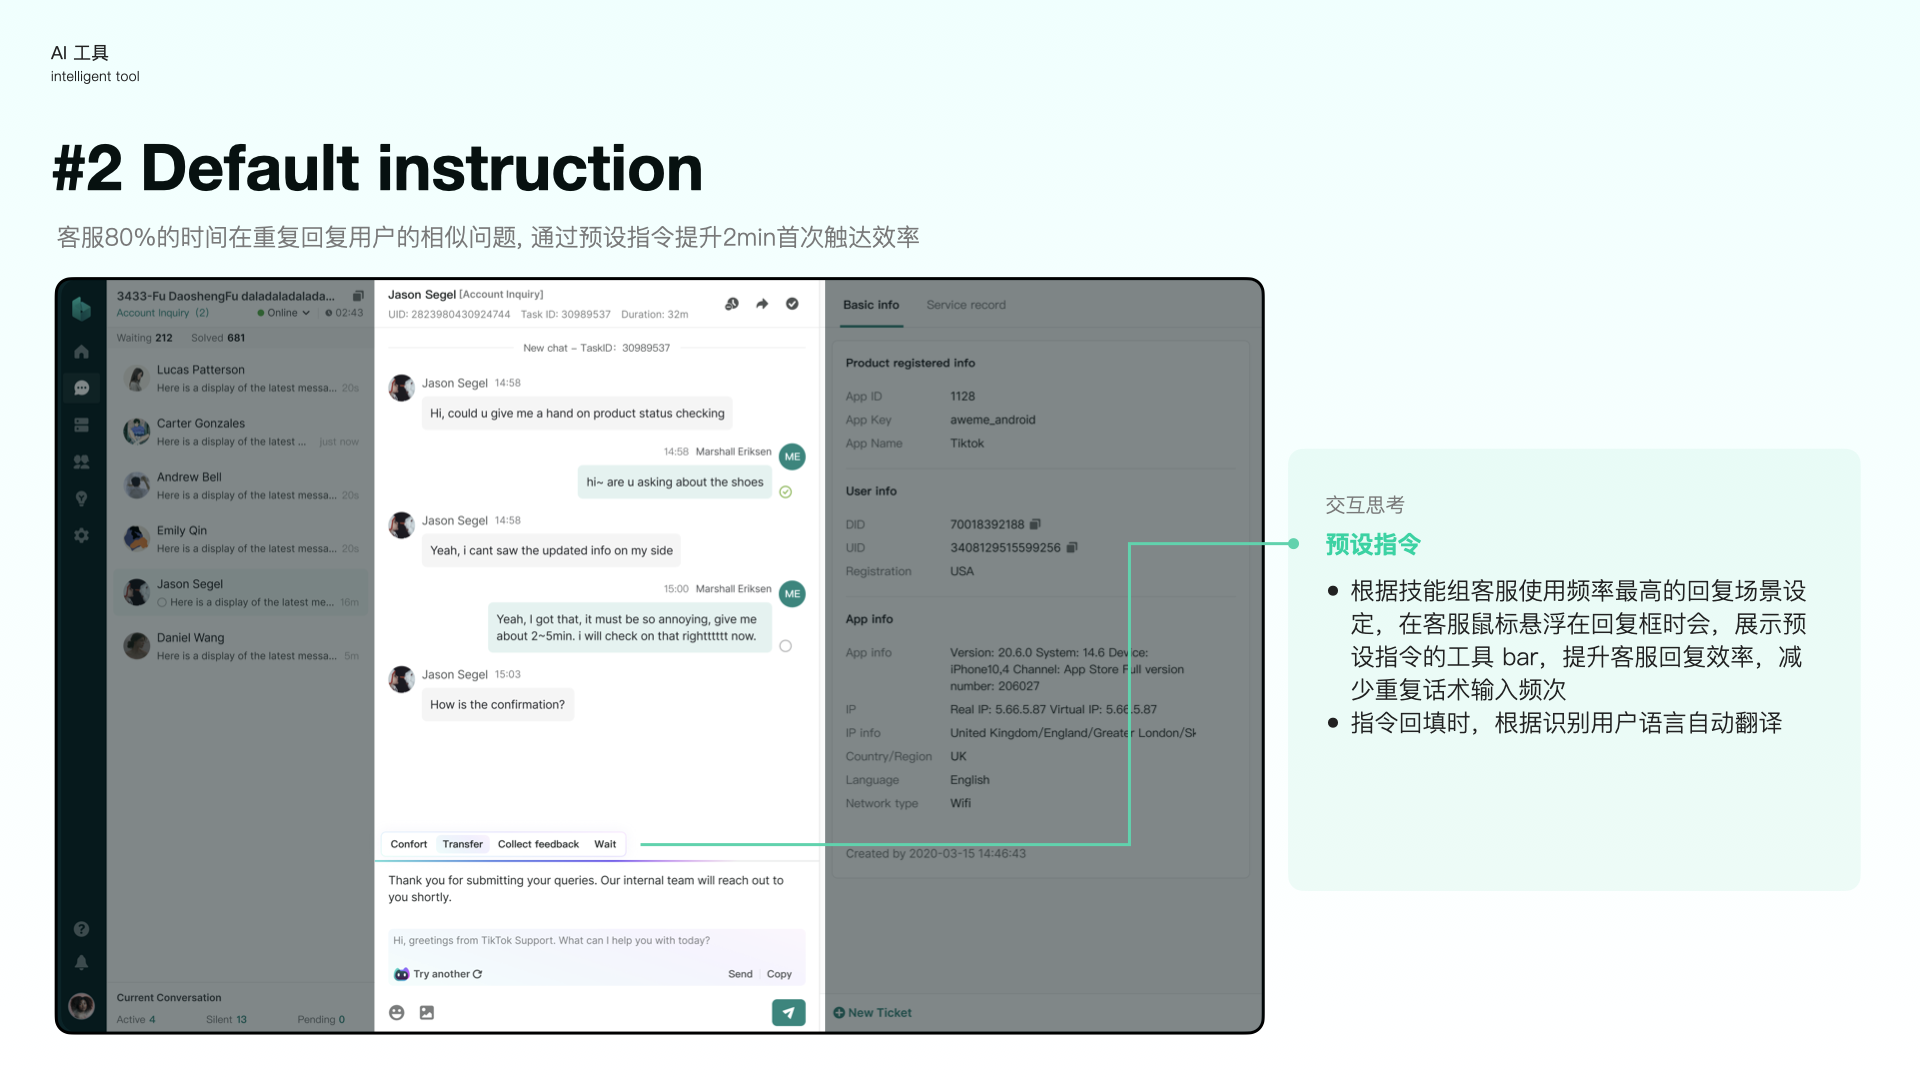 AI 工具
intelligent tool
#2 Default instruction
客服80%的时间在重复回复用户的相似问题, 通过预设指令提升2min首次触达效率
3433-Fu DaoshengFu daladaladalada...
Account Inquiry (2)
Online
02:43
Waiting 212 Solved 681
Lucas Patterson
Here is a display of the latest messa... 20s
Carter Gonzales
Here is a display of the latest ... just now
Andrew Bell
Here is a display of the latest messa... 20s
Emily Qin
Here is a display of the latest messa... 20s
Jason Segel
Here is a display of the latest me... 16m
Daniel Wang
Here is a display of the latest messa... 6m
Current Conversation
Active 4 Silent 13 Pending 0
Jason Segel [Account Inquiry]
UID: 2823980430924744 Task ID: 30989537 Duration: 32m
New chat – TaskID: 30989537
Jason Segel 14:58
Hi, could u give me a hand on product status checking
14:58 Marshall Eriksen
ME
hi~ are u asking about the shoes
Jason Segel 14:58
Yeah, i cant saw the updated info on my side
15:00 Marshall Eriksen
ME
Yeah, I got that, it must be so annoying, give me
about 2~5min. i will check on that rightttttt now.
Jason Segel 15:03
How is the confirmation?
Confort Transfer Collect feedback Wait
Thank you for submitting your queries. Our internal team will reach out to
you shortly.
Hi, greetings from TikTok Support. What can I help you with today?
Try another
Send Copy
Basic info Service record
Product registered info
App ID 1128
App Key aweme_android
App Name Tiktok
User info
DID 70018392188
UID 3408129515599256
Registration USA
App info
App info Version: 20.6.0 System: 14.6 Device:
iPhone10,4 Channel: App Store Full version
number: 206027
IP Real IP: 5.66.5.87 Virtual IP: 5.66.5.87
IP info United Kingdom/England/Greater London/Sk
Country/Region UK
Language English
Network type Wifi
Created by 2020-03-15 14:46:43
New Ticket
交互思考
预设指令
● 根据技能组客服使用频率最高的回复场景设
定，在客服鼠标悬浮在回复框时会，展示预
设指令的工具 bar，提升客服回复效率，减
少重复话术输入频次
● 指令回填时，根据识别用户语言自动翻译